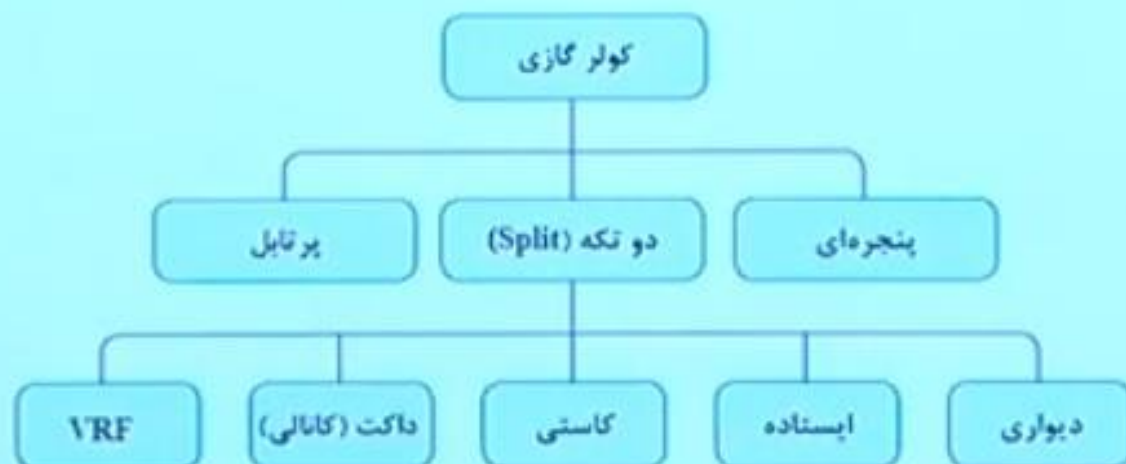 کولر گازی
پنجره‌ای
دو تکه (Split)
پرتابل
دیواری
ایستاده
کاستی
داکت (کانالی)
VRF